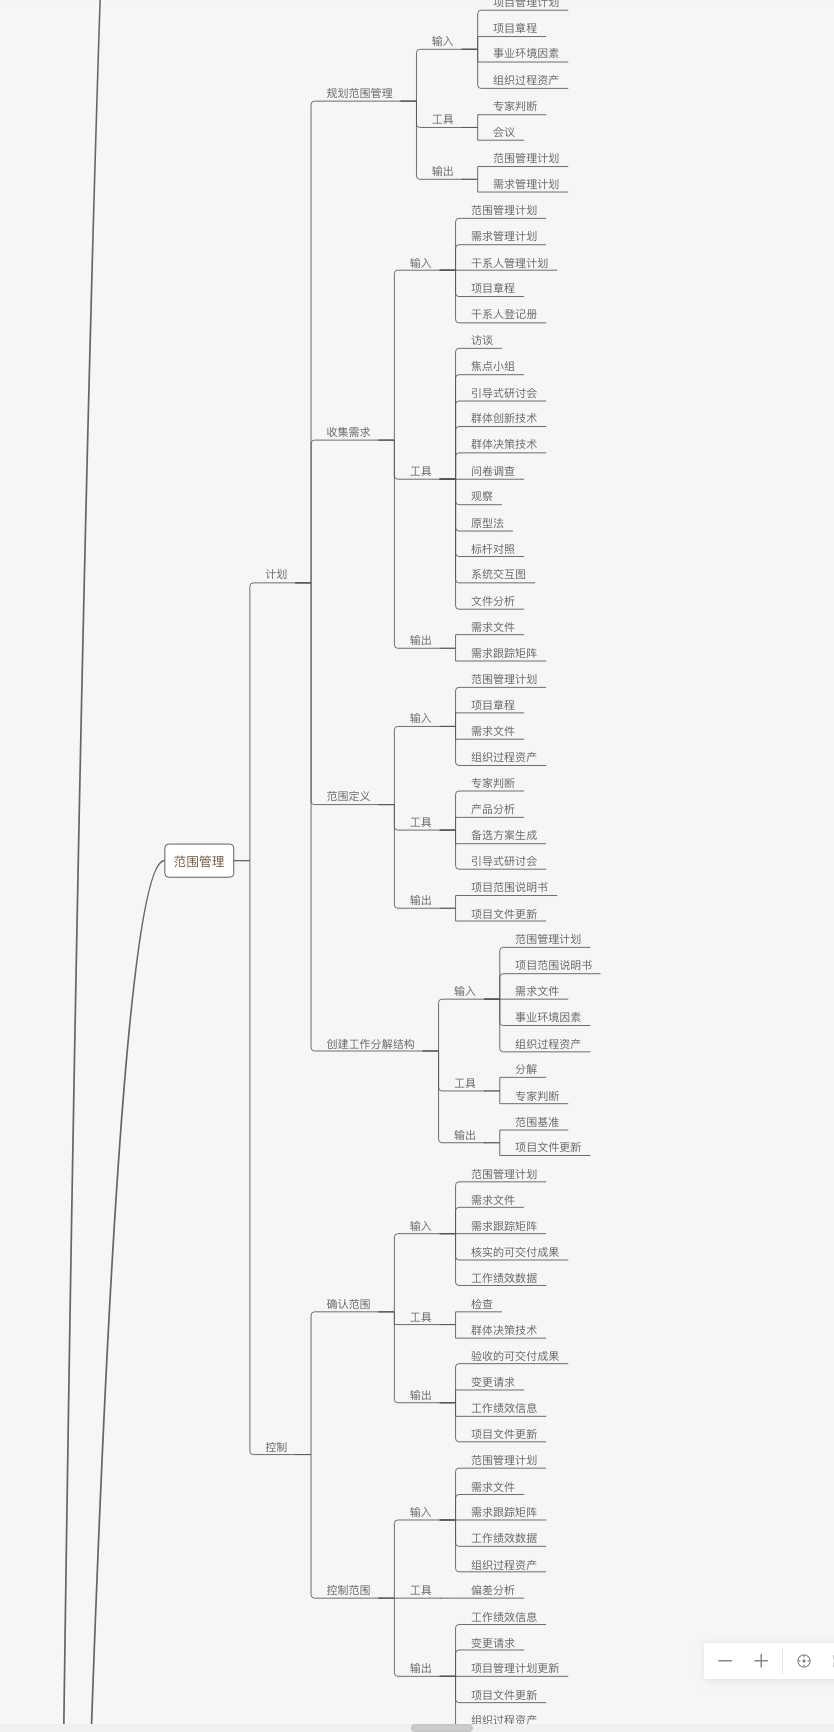 项目管理计划
输入
项目章程
事业环境因素
组织过程资产
规划范围管理
专家判断
工具
会议
范围管理计划
输出
需求管理计划
范围管理计划
需求管理计划
输入
干系人管理计划
项目章程
干系人登记册
访谈
焦点小组
引导式研讨会
群体创新技术
收集需求
群体决策技术
工具
问卷调查
观察
原型法
标杆对照
计划
系统交互图
文件分析
需求文件
输出
需求跟踪矩阵
范围管理计划
项目章程
输入
需求文件
组织过程资产
专家判断
范围定义
产品分析
工具
备选方案生成
范围管理
引导式研讨会
项目范围说明书
输出
项目文件更新
范围管理计划
项目范围说明书
输入
需求文件
事业环境因素
创建工作分解结构
组织过程资产
分解
工具
专家判断
范围基准
输出
项目文件更新
范围管理计划
需求文件
输入
需求跟踪矩阵
核实的可交付成果
工作绩效数据
确认范围
检查
工具
群体决策技术
验收的可交付成果
变更请求
输出
工作绩效信息
项目文件更新
控制
范围管理计划
需求文件
输入
需求跟踪矩阵
工作绩效数据
组织过程资产
控制范围
工具
偏差分析
工作绩效信息
变更请求
输出
项目管理计划更新
项目文件更新
组织过程资产